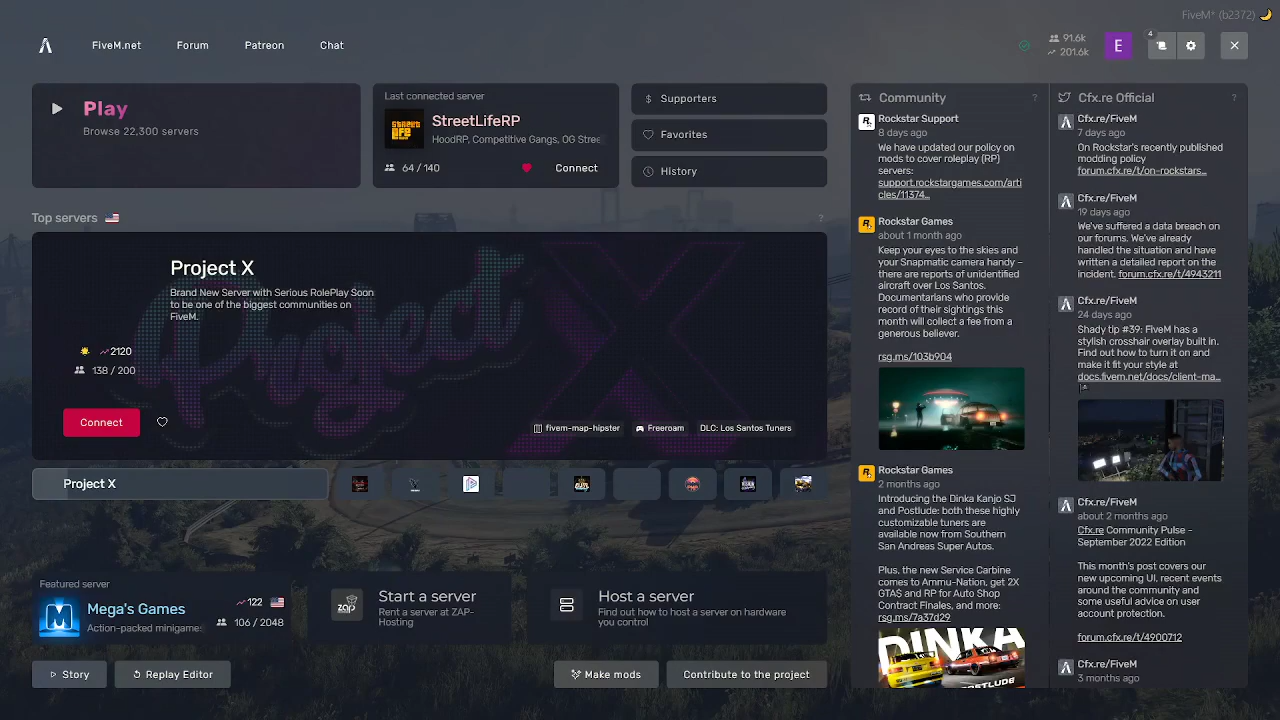 FiveM* (b2372)
FiveM.net
Forum
Patreon
Chat
91.6k
201.6k
E
4
Play
Browse 22,300 servers
Last connected server
StreetLifeRP
HoodRP, Competitive Gangs, OG Stree
64 / 140
Connect
Supporters
Favorites
History
Top servers
?
Project X
Brand New Server with Serious RolePlay Soon
to be one of the biggest communities on
FiveM.
2120
138 / 200
Connect
Project X
fivem-map-hipster
Freeroam
DLC: Los Santos Tuners
Project X
Featured server
Mega's Games
Action-packed minigame:
122
106 / 2048
ZAP
Start a server
Rent a server at ZAP-
Hosting
Host a server
Find out how to host a server on hardware
you control
Story
Replay Editor
Make mods
Contribute to the project
Community
?
Rockstar Support
8 days ago
We have updated our policy on
mods to cover roleplay (RP)
servers:
support.rockstargames.com/arti
cles/11374…
Rockstar Games
about 1 month ago
Keep your eyes to the skies and
your Snapmatic camera handy –
there are reports of unidentified
aircraft over Los Santos.
Documentarians who provide
record of their sightings this
month will collect a fee from a
generous believer.
rsg.ms/103b904
Rockstar Games
2 months ago
Introducing the Dinka Kanjo SJ
and Postlude: both these highly
customizable tuners are
available now from Southern
San Andreas Super Autos.
Plus, the new Service Carbine
comes to Ammu-Nation, get 2X
GTA$ and RP for Auto Shop
Contract Finales, and more:
rsg.ms/7a37d29
DINKA
POSTLUDE
Cfx.re Official
?
Cfx.re/FiveM
7 days ago
On Rockstar's recently published
modding policy
forum.cfx.re/t/on-rockstars…
Cfx.re/FiveM
19 days ago
We've suffered a data breach on
our forums. We've already
handled the situation and have
written a detailed report on the
incident. forum.cfx.re/t/4943211
Cfx.re/FiveM
24 days ago
Shady tip #39: FiveM has a
stylish crosshair overlay built in.
Find out how to turn it on and
make it fit your style at
docs.fivem.net/docs/client-ma…
Cfx.re/FiveM
about 2 months ago
Cfx.re Community Pulse –
September 2022 Edition
This month's post covers our
new upcoming UI, recent events
around the community and
some useful advice on user
account protection.
forum.cfx.re/t/4900712
Cfx.re/FiveM
3 months ago